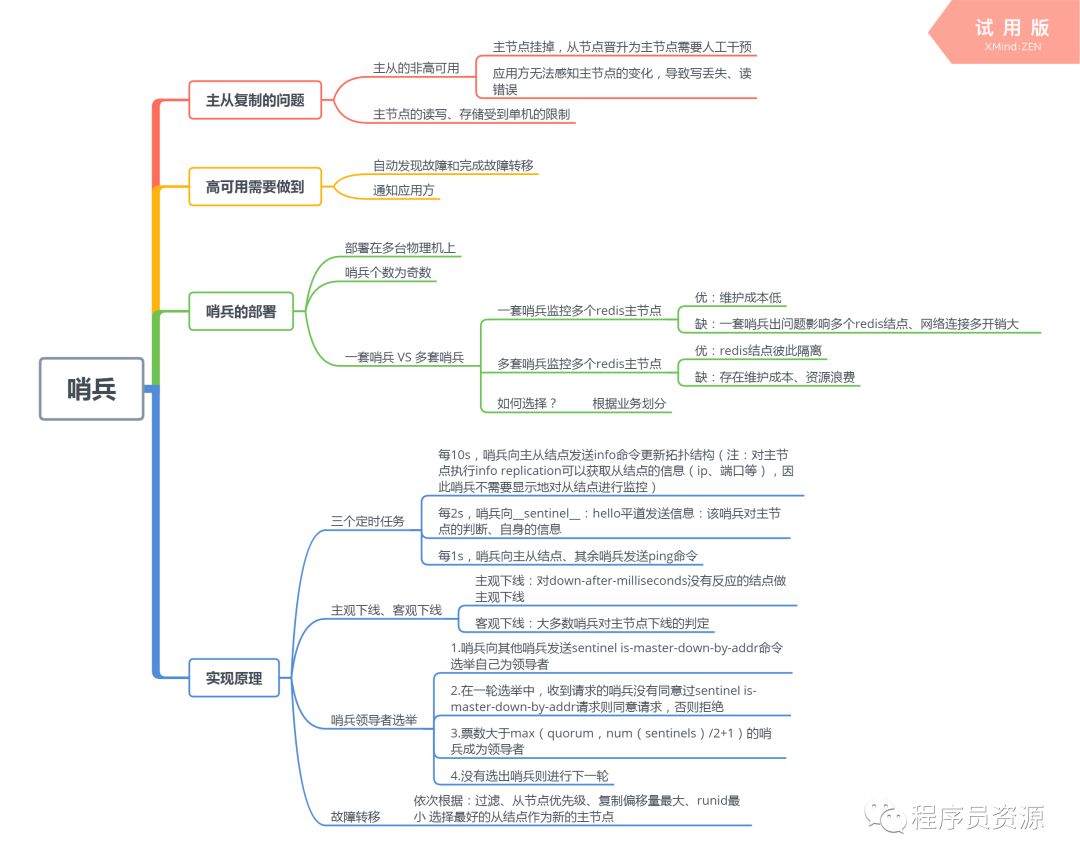 试用版
XMind:ZEN
哨兵
主从复制的问题
主从的非高可用
主节点挂掉，从节点晋升为主节点需要人工干预
应用方无法感知主节点的变化，导致写丢失、读
错误
主节点的读写、存储受到单机的限制
高可用需要做到
自动发现故障和完成故障转移
通知应用方
哨兵的部署
部署在多台物理机上
哨兵个数为奇数
一套哨兵 VS 多套哨兵
一套哨兵监控多个redis主节点
优：维护成本低
缺：一套哨兵出问题影响多个redis结点、网络连接多开销大
多套哨兵监控多个redis主节点
优：redis结点彼此隔离
缺：存在维护成本、资源浪费
如何选择？
根据业务划分
实现原理
三个定时任务
每10s，哨兵向主从结点发送info命令更新拓扑结构（注：对主节
点执行info replication可以获取从结点的信息（ip、端口等），因
此哨兵不需要显示地对从结点进行监控）
每2s，哨兵向__sentinel__：hello平道发送信息：该哨兵对主节
点的判断、自身的信息
每1s，哨兵向主从结点、其余哨兵发送ping命令
主观下线、客观下线
主观下线：对down-after-milliseconds没有反应的结点做
主观下线
客观下线：大多数哨兵对主节点下线的判定
哨兵领导者选举
1.哨兵向其他哨兵发送sentinel is-master-down-by-addr命令
选举自己为领导者
2.在一轮选举中，收到请求的哨兵没有同意过sentinel is-
master-down-by-addr请求则同意请求，否则拒绝
3.票数大于max（quorum，num（sentinels）/2+1）的哨
兵成为领导者
4.没有选出哨兵则进行下一轮
故障转移
依次根据：过滤、从节点优先级、复制偏移量最大、runid最
小 选择最好的从结点作为新的主节点
程序员资源